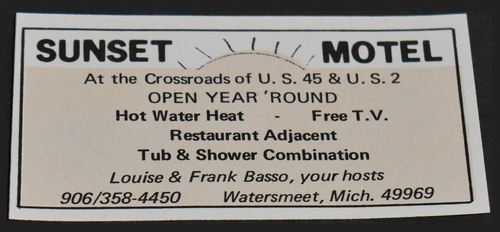 SUNSET MOTEL
At the Crossroads of U. S. 45 & U. S. 2
OPEN YEAR 'ROUND
Hot Water Heat - Free T.V.
Restaurant Adjacent
Tub & Shower Combination
Louise & Frank Basso, your hosts
906/358-4450 Watersmeet, Mich. 49969